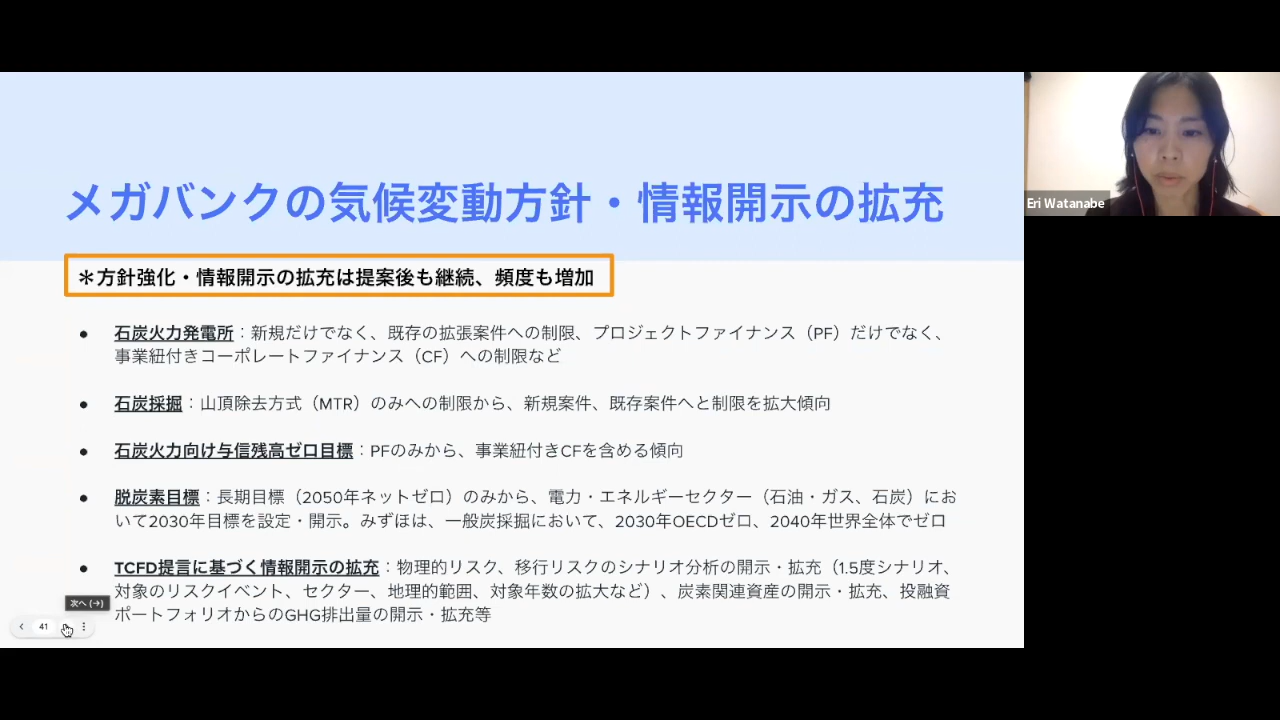 メガバンクの気候変動方針・情報開示の拡充
＊方針強化・情報開示の拡充は提案後も継続、頻度も増加
● 石炭火力発電所：新規だけでなく、既存の拡張案件への制限、プロジェクトファイナンス（PF）だけでなく、
事業紐付きコーポレートファイナンス（CF）への制限など
● 石炭採掘：山頂除去方式（MTR）のみへの制限から、新規案件、既存案件へと制限を拡大傾向
● 石炭火力向け与信残高ゼロ目標：PFのみから、事業紐付きCFを含める傾向
● 脱炭素目標：長期目標（2050年ネットゼロ）のみから、電力・エネルギーセクター（石油・ガス、石炭）にお
いて2030年目標を設定・開示。みずほは、一般炭採掘において、2030年OECDゼロ、2040年世界全体でゼロ
● TCFD提言に基づく情報開示の拡充：物理的リスク、移行リスクのシナリオ分析の開示・拡充（1.5度シナリオ、
対象のリスクイベント、セクター、地理的範囲、対象年数の拡大など）、炭素関連資産の開示・拡充、投融資
ポートフォリオからのGHG排出量の開示・拡充等
次へ (→)
41
Eri Watanabe